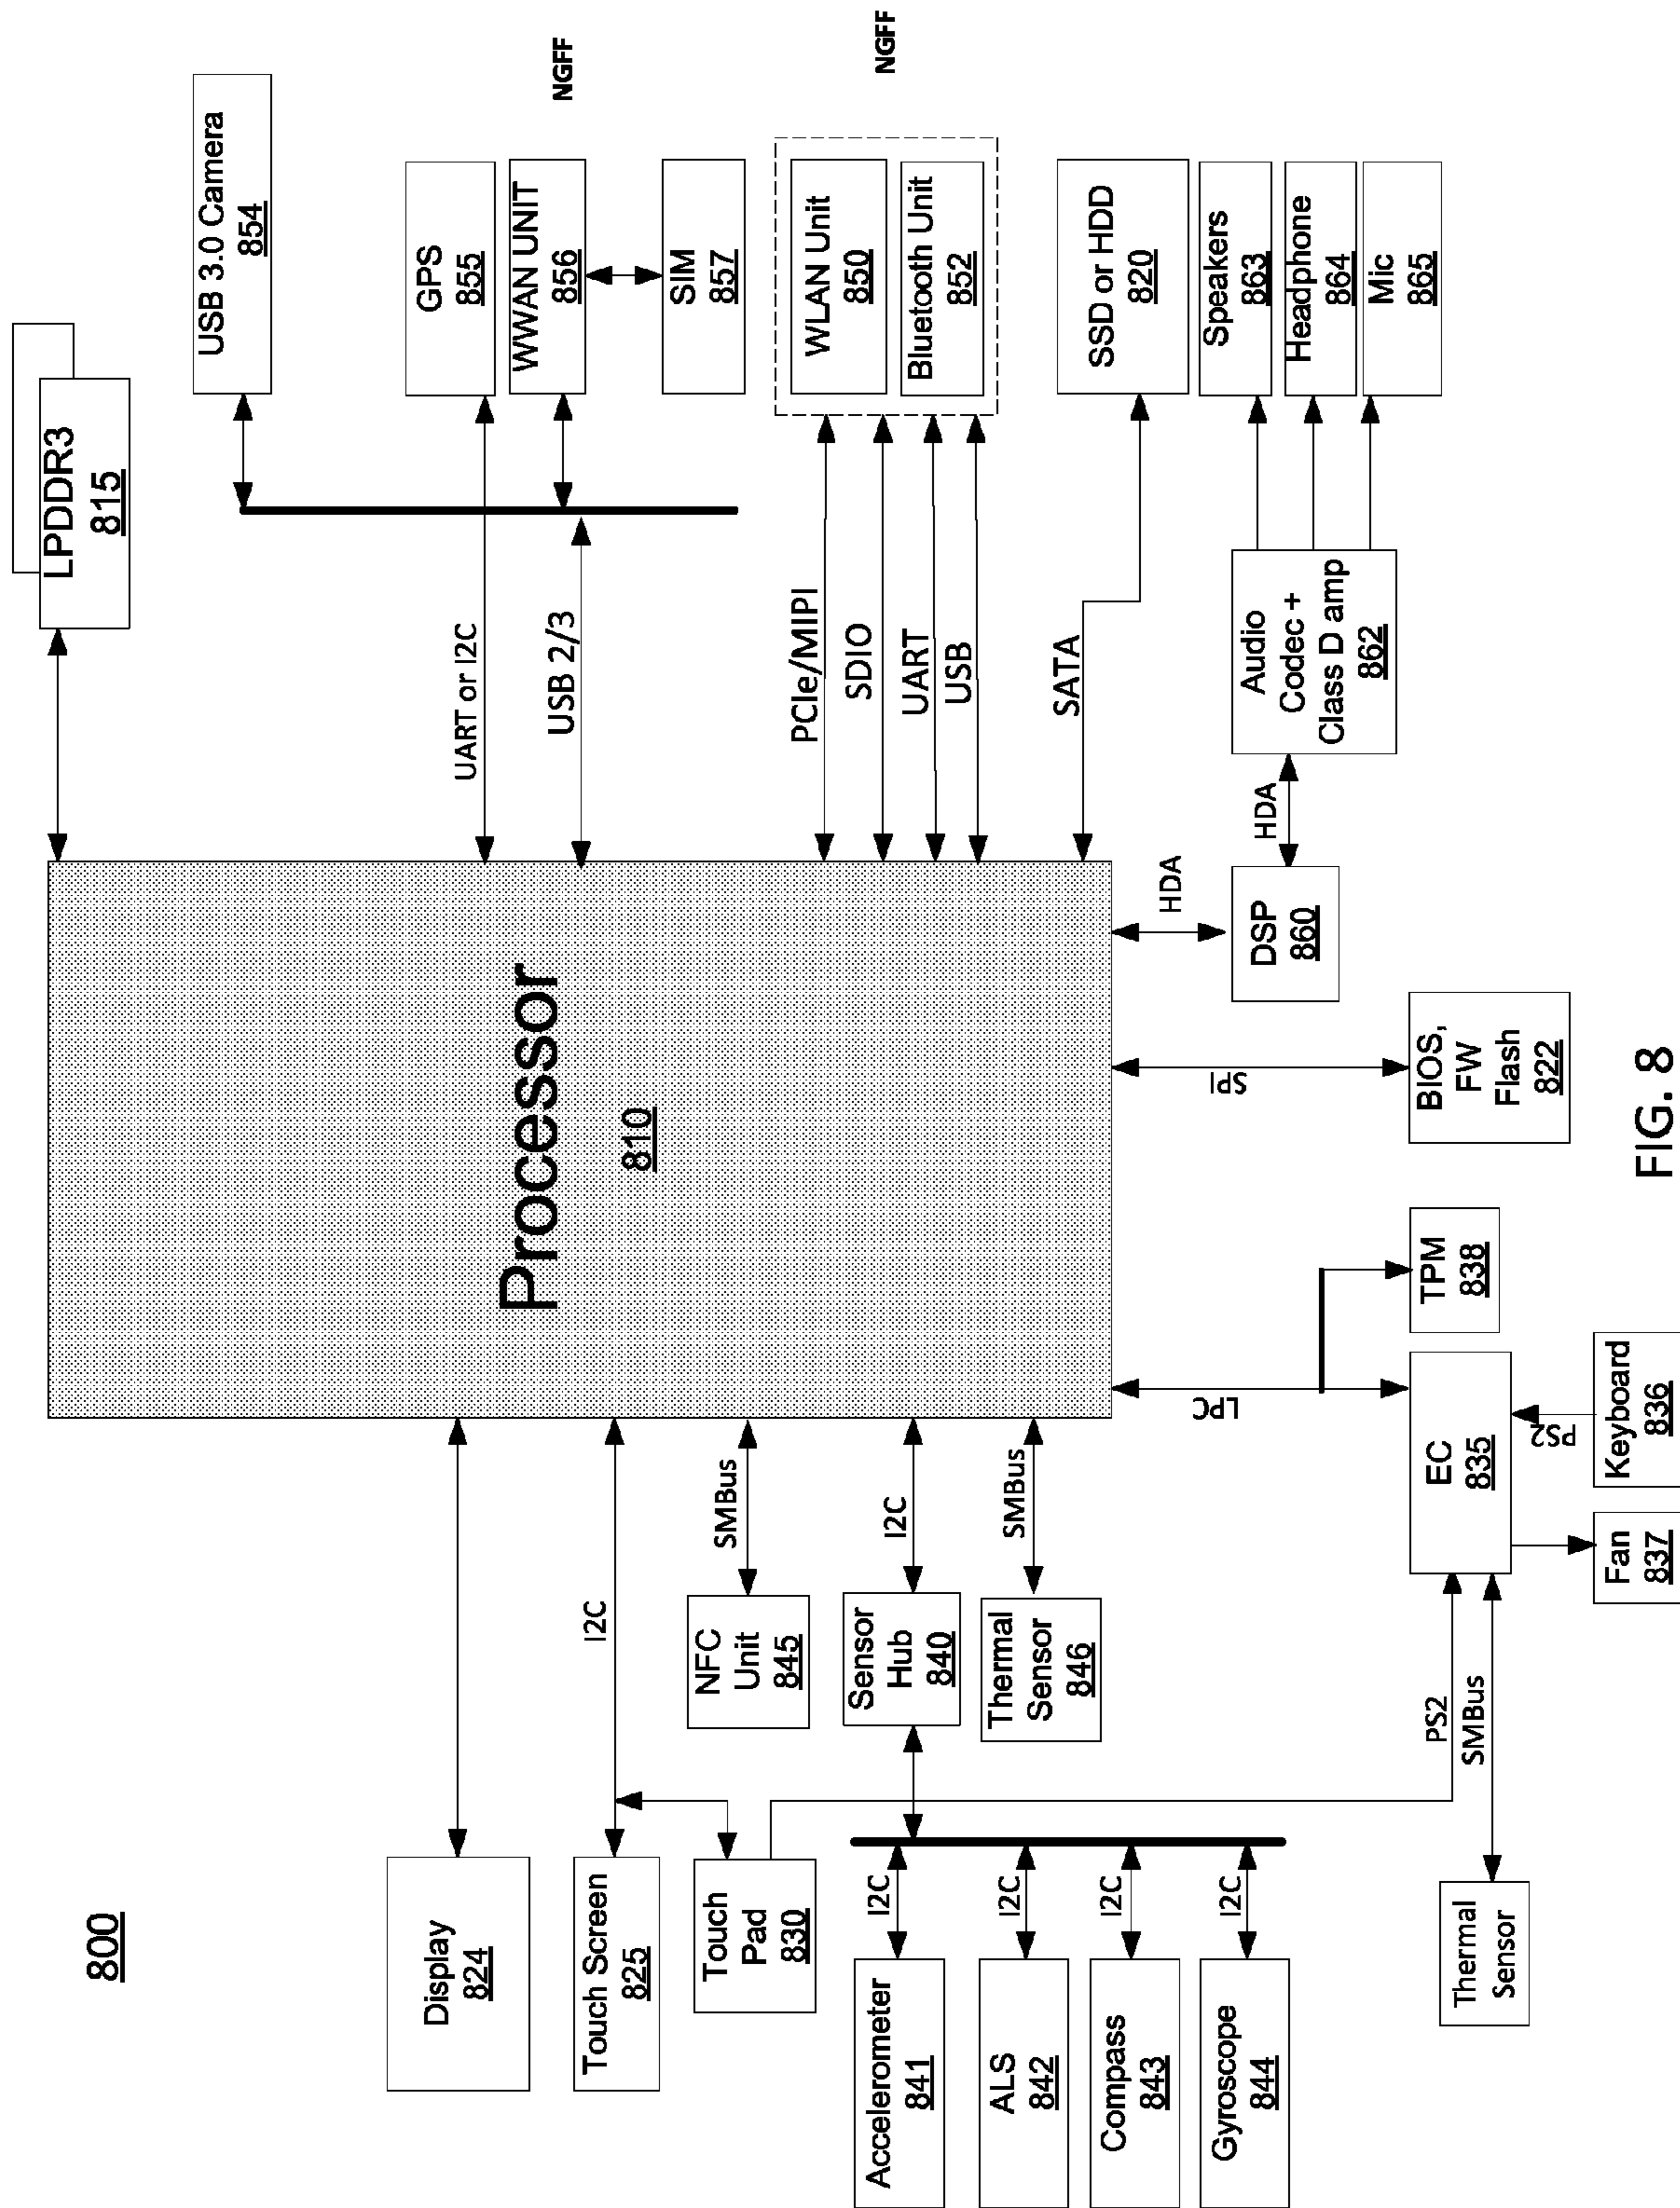 800
LPDDR3
815
Display
824
Touch Screen
825
I2C
Touch
Pad
830
NFC
Unit
845
SMBus
Sensor
Hub
840
I2C
Thermal
Sensor
846
SMBus
Accelerometer
841
I2C
ALS
842
I2C
Compass
843
I2C
Gyroscope
844
I2C
Processor
810
USB 3.0 Camera
854
UART or I2C
GPS
855
USB 2/3
WWAN UNIT
856
NGFF
SIM
857
PCIe/MIPI
SDIO
UART
USB
WLAN Unit
850
Bluetooth Unit
852
NGFF
SATA
SSD or HDD
820
Speakers
863
Headphone
864
Mic
865
HDA
DSP
860
HDA
Audio
Codec +
Class D amp
862
LPC
SPI
TPM
838
BIOS,
FW
Flash
822
EC
835
PS2
SMBus
Thermal
Sensor
Fan
837
PS2
Keyboard
836
FIG. 8